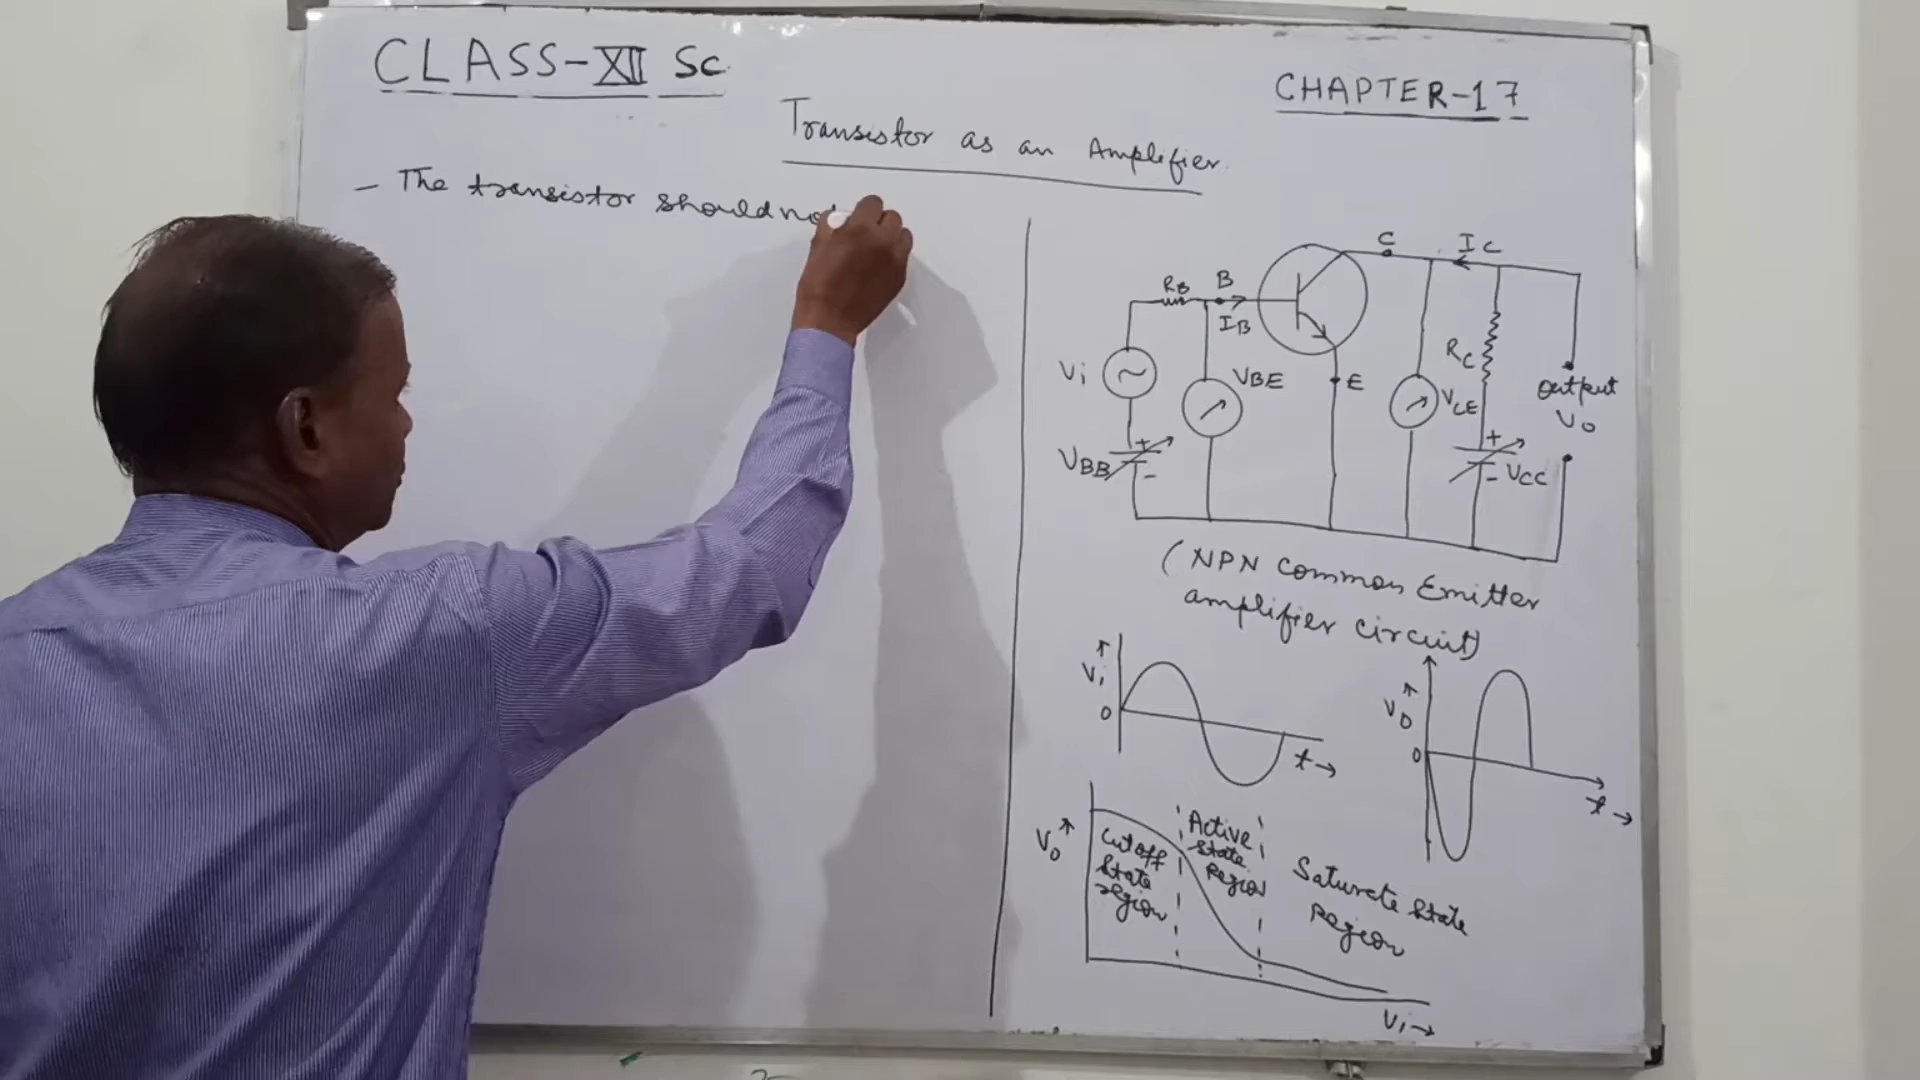 CLASS-XII Sc
CHAPTER-17
Transistor as an Amplifier.
- The transistor should not
C
IC
RB
B
IB
Vi
VBE
E
RC
VCE
output
Vo
VBB
+
-
+
- VCC
(NPN Common Emitter
amplifier circuit)
Vi
0
t→
Vo
0
t→
Vo
Cutoff
State
region
Active
State
Region
Saturate State
Region
Vi→